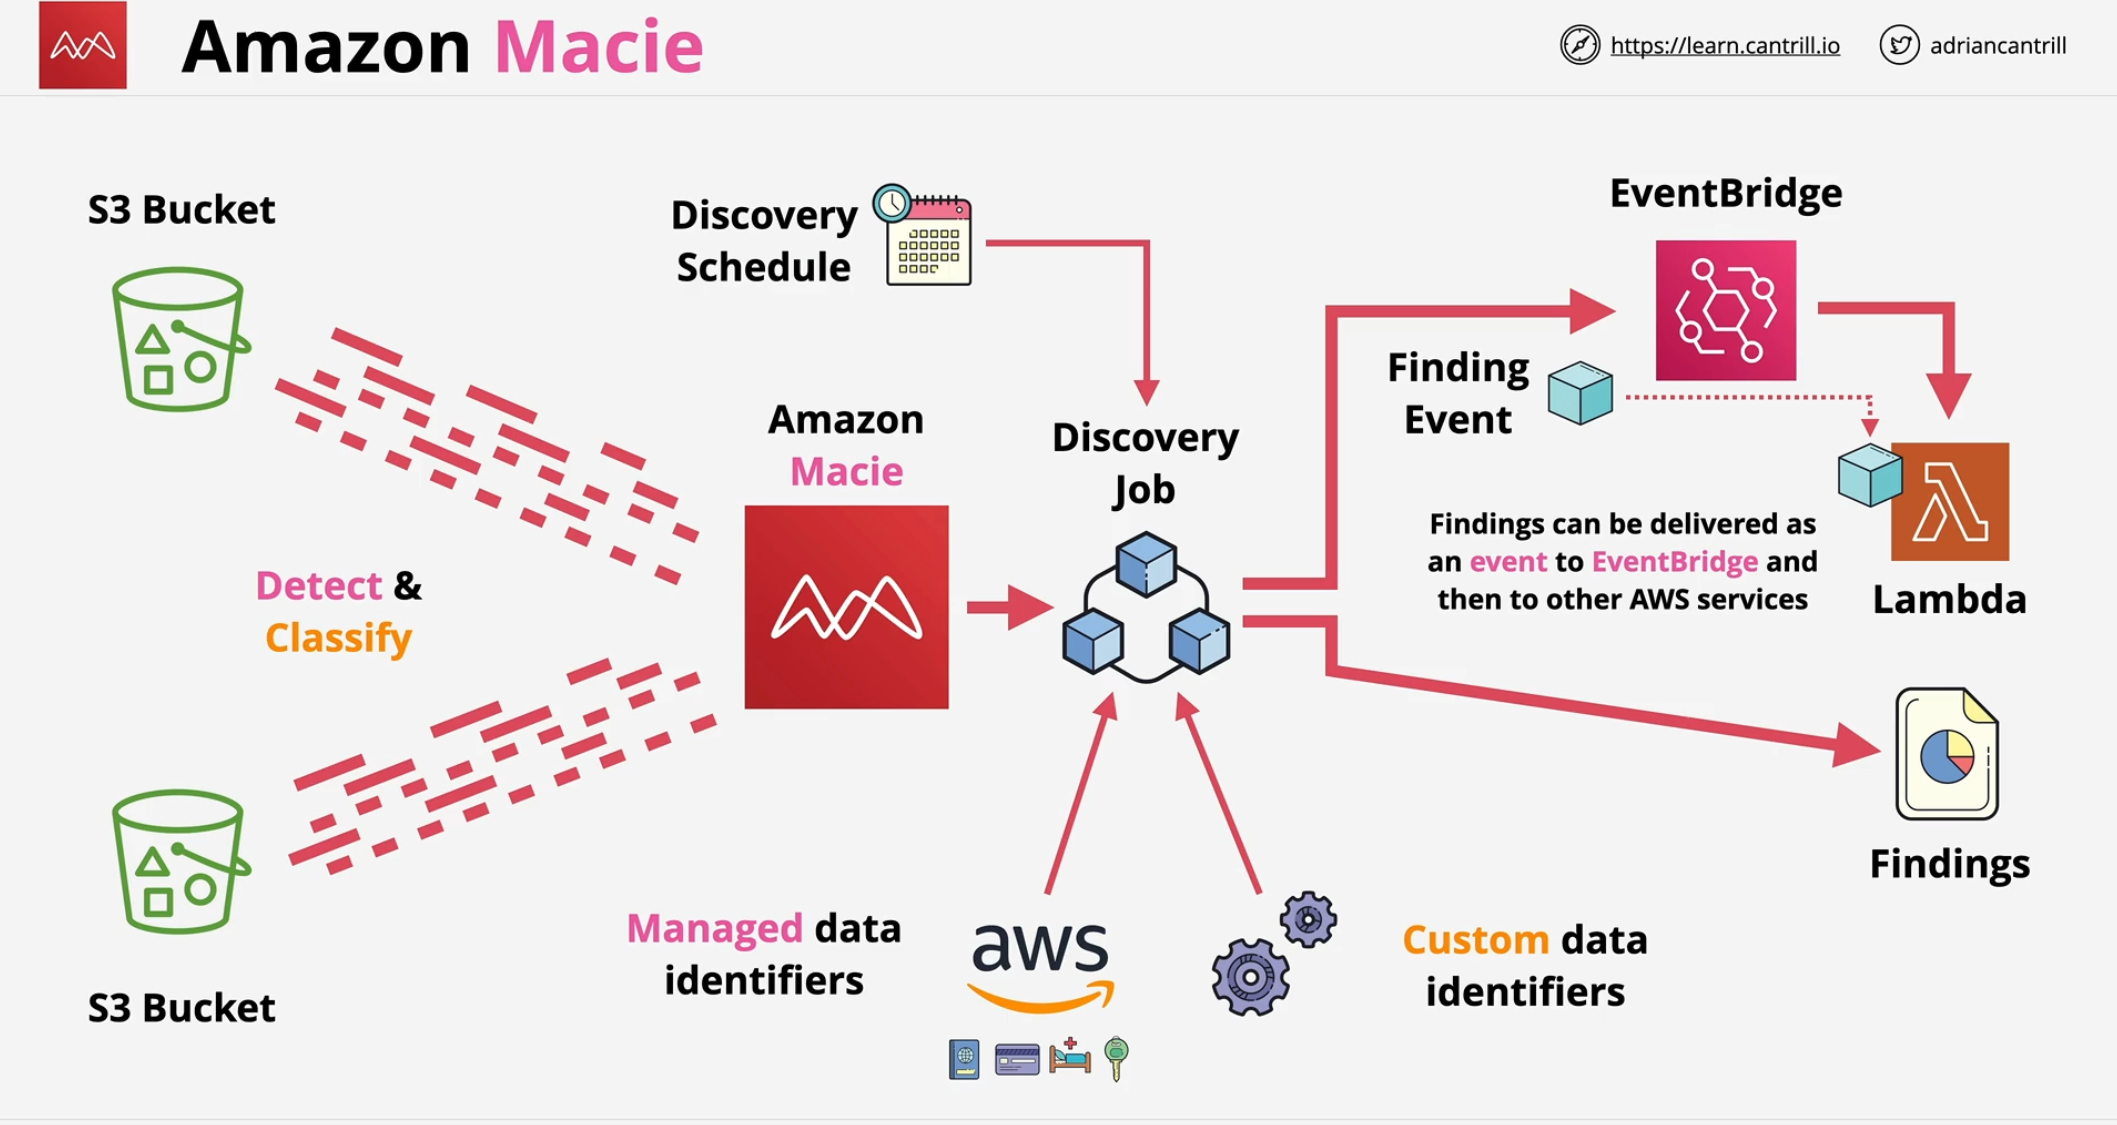 Amazon Macie
https://learn.cantrill.io
adriancantrill
S3 Bucket
Discovery
Schedule
EventBridge
Finding
Event
Amazon
Macie
Discovery
Job
Findings can be delivered as
an event to EventBridge and
then to other AWS services
Lambda
Detect &
Classify
Findings
Managed data
identifiers
aws
Custom data
identifiers
S3 Bucket